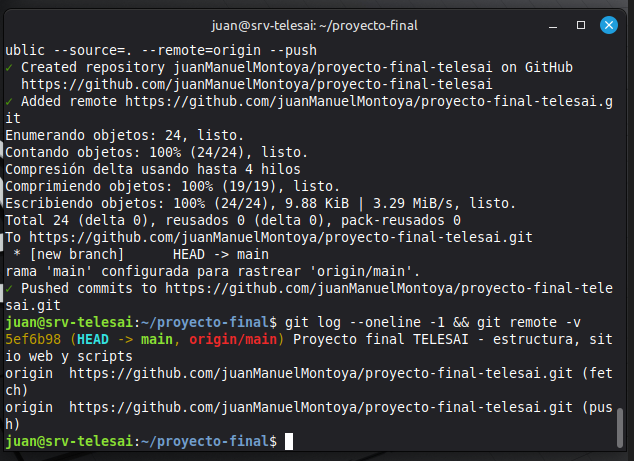 juan@srv-telesai: ~/proyecto-final
ublic --source=. --remote=origin --push
✓ Created repository juanManuelMontoya/proyecto-final-telesai on GitHub
  https://github.com/juanManuelMontoya/proyecto-final-telesai
✓ Added remote https://github.com/juanManuelMontoya/proyecto-final-telesai.g
it
Enumerando objetos: 24, listo.
Contando objetos: 100% (24/24), listo.
Compresión delta usando hasta 4 hilos
Comprimiendo objetos: 100% (19/19), listo.
Escribiendo objetos: 100% (24/24), 9.88 KiB | 3.29 MiB/s, listo.
Total 24 (delta 0), reusados 0 (delta 0), pack-reusados 0
To https://github.com/juanManuelMontoya/proyecto-final-telesai.git
 * [new branch]      HEAD -> main
rama 'main' configurada para rastrear 'origin/main'.
✓ Pushed commits to https://github.com/juanManuelMontoya/proyecto-final-tele
sai.git
juan@srv-telesai:~/proyecto-final$ git log --oneline -1 && git remote -v
5ef6b98 (HEAD -> main, origin/main) Proyecto final TELESAI - estructura, sit
io web y scripts
origin  https://github.com/juanManuelMontoya/proyecto-final-telesai.git (fet
ch)
origin  https://github.com/juanManuelMontoya/proyecto-final-telesai.git (pus
h)
juan@srv-telesai:~/proyecto-final$